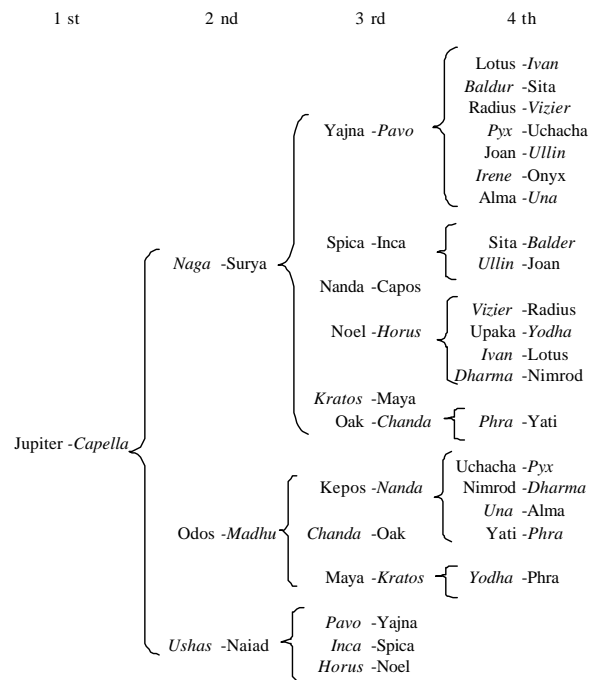 1 st 2 nd 3 rd 4 th
Lotus -Ivan
Baldur -Sita
Radius -Vizier
Yajna -Pavo
Pyx -Uchacha
Joan -Ullin
Irene -Onyx
Alma -Una
Spica -Inca
Sita -Balder
Naga -Surya
Ullin -Joan
Nanda -Capos
Vizier -Radius
Noel -Horus
Upaka -Yodha
Ivan -Lotus
Dharma -Nimrod
Kratos -Maya
Oak -Chanda
Phra -Yati
Jupiter -Capella
Uchacha -Pyx
Kepos -Nanda
Nimrod -Dharma
Una -Alma
Odos -Madhu
Chanda -Oak
Yati -Phra
Maya -Kratos
Yodha -Phra
Pavo -Yajna
Ushas -Naiad
Inca -Spica
Horus -Noel